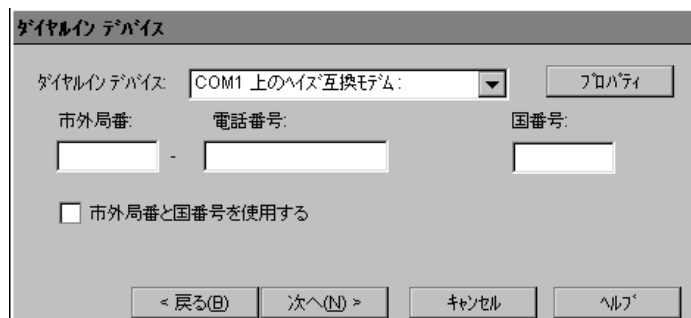 ﾀﾞｲﾔﾙｲﾝ ﾃﾞﾊﾞｲｽ
ﾀﾞｲﾔﾙｲﾝ ﾃﾞﾊﾞｲｽ: COM1 上のﾍｲｽﾞ互換ﾓﾃﾞﾑ: ﾌﾟﾛﾊﾟﾃｨ
市外局番: 電話番号: 国番号:
-
市外局番と国番号を使用する
< 戻る(B) 次へ(N) > ｷｬﾝｾﾙ ﾍﾙﾌﾟ